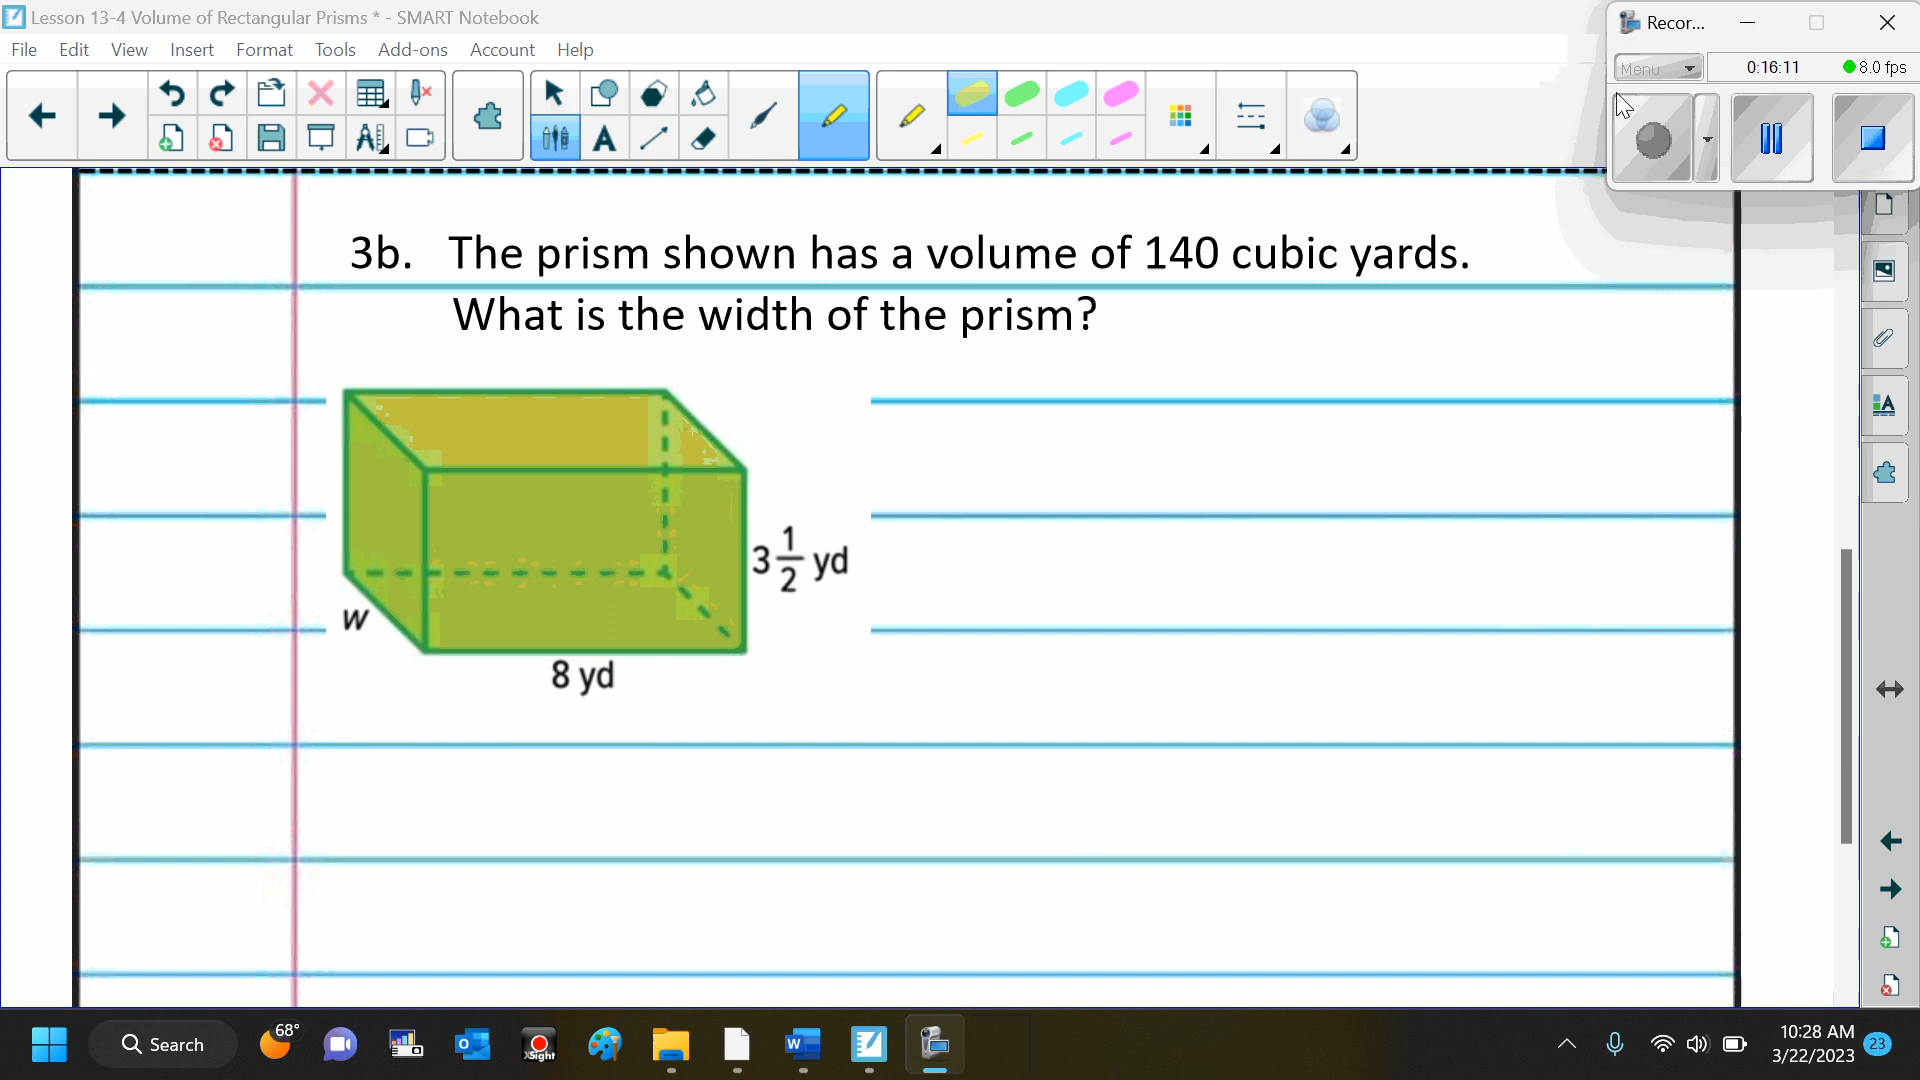 Lesson 13-4 Volume of Rectangular Prisms * - SMART Notebook
Recor...
File Edit View Insert Format Tools Add-ons Account Help
Menu 0:16:11 8.0 fps
3b. The prism shown has a volume of 140 cubic yards.
What is the width of the prism?
3 1/2 yd
w
8 yd
68°
Search
XSight
10:28 AM
3/22/2023
23